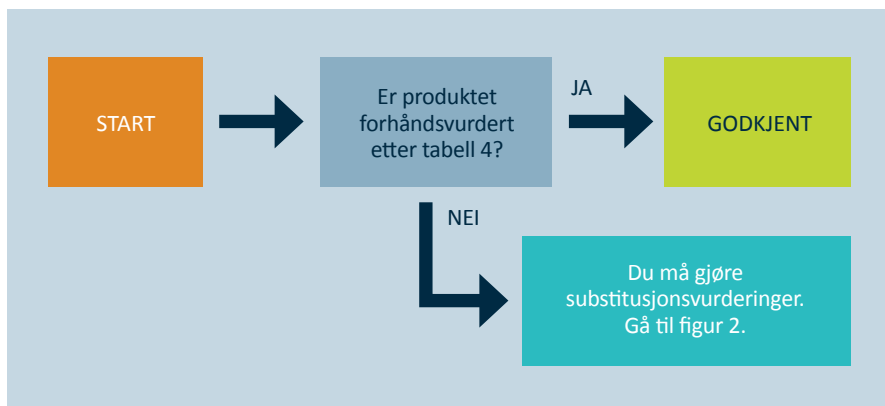 START
Er produktet
forhåndsvurdert
etter tabell 4?
JA
GODKJENT
NEI
Du må gjøre
substitusjonsvurderinger.
Gå til figur 2.